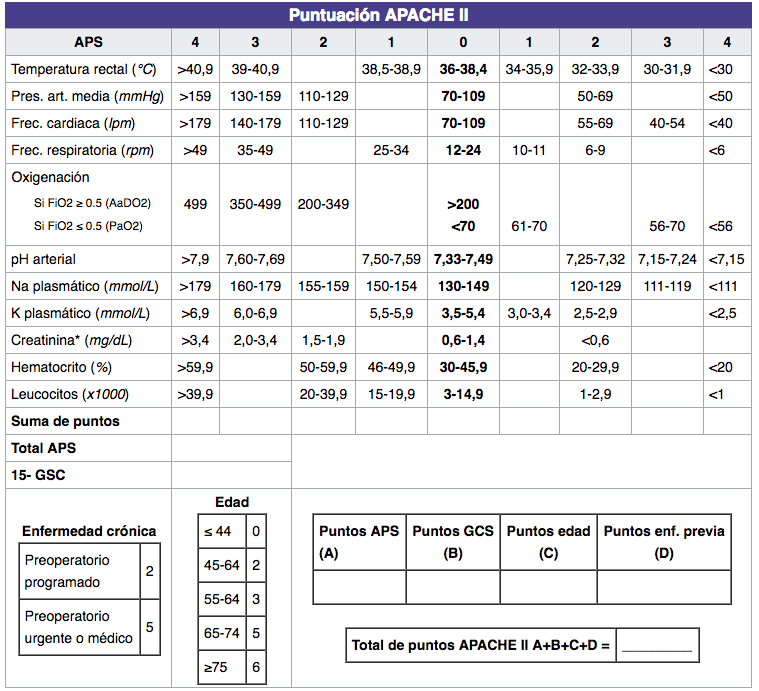 Puntuación APACHE II
APS 4 3 2 1 0 1 2 3 4
Temperatura rectal (°C) >40,9 39-40,9 38,5-38,9 36-38,4 34-35,9 32-33,9 30-31,9 <30
Pres. art. media (mmHg) >159 130-159 110-129 70-109 50-69 <50
Frec. cardiaca (lpm) >179 140-179 110-129 70-109 55-69 40-54 <40
Frec. respiratoria (rpm) >49 35-49 25-34 12-24 10-11 6-9 <6
Oxigenación
Si FiO2 ≥ 0.5 (AaDO2) 499 350-499 200-349 >200
Si FiO2 ≤ 0.5 (PaO2) <70 61-70 56-70 <56
pH arterial >7,9 7,60-7,69 7,50-7,59 7,33-7,49 7,25-7,32 7,15-7,24 <7,15
Na plasmático (mmol/L) >179 160-179 155-159 150-154 130-149 120-129 111-119 <111
K plasmático (mmol/L) >6,9 6,0-6,9 5,5-5,9 3,5-5,4 3,0-3,4 2,5-2,9 <2,5
Creatinina* (mg/dL) >3,4 2,0-3,4 1,5-1,9 0,6-1,4 <0,6
Hematocrito (%) >59,9 50-59,9 46-49,9 30-45,9 20-29,9 <20
Leucocitos (x1000) >39,9 20-39,9 15-19,9 3-14,9 1-2,9 <1
Suma de puntos
Total APS
15- GSC
Enfermedad crónica
Preoperatorio
programado 2
Preoperatorio
urgente o médico 5
Edad
≤ 44 0
45-64 2
55-64 3
65-74 5
≥75 6
Puntos APS Puntos GCS Puntos edad Puntos enf. previa
(A) (B) (C) (D)
Total de puntos APACHE II A+B+C+D = _________